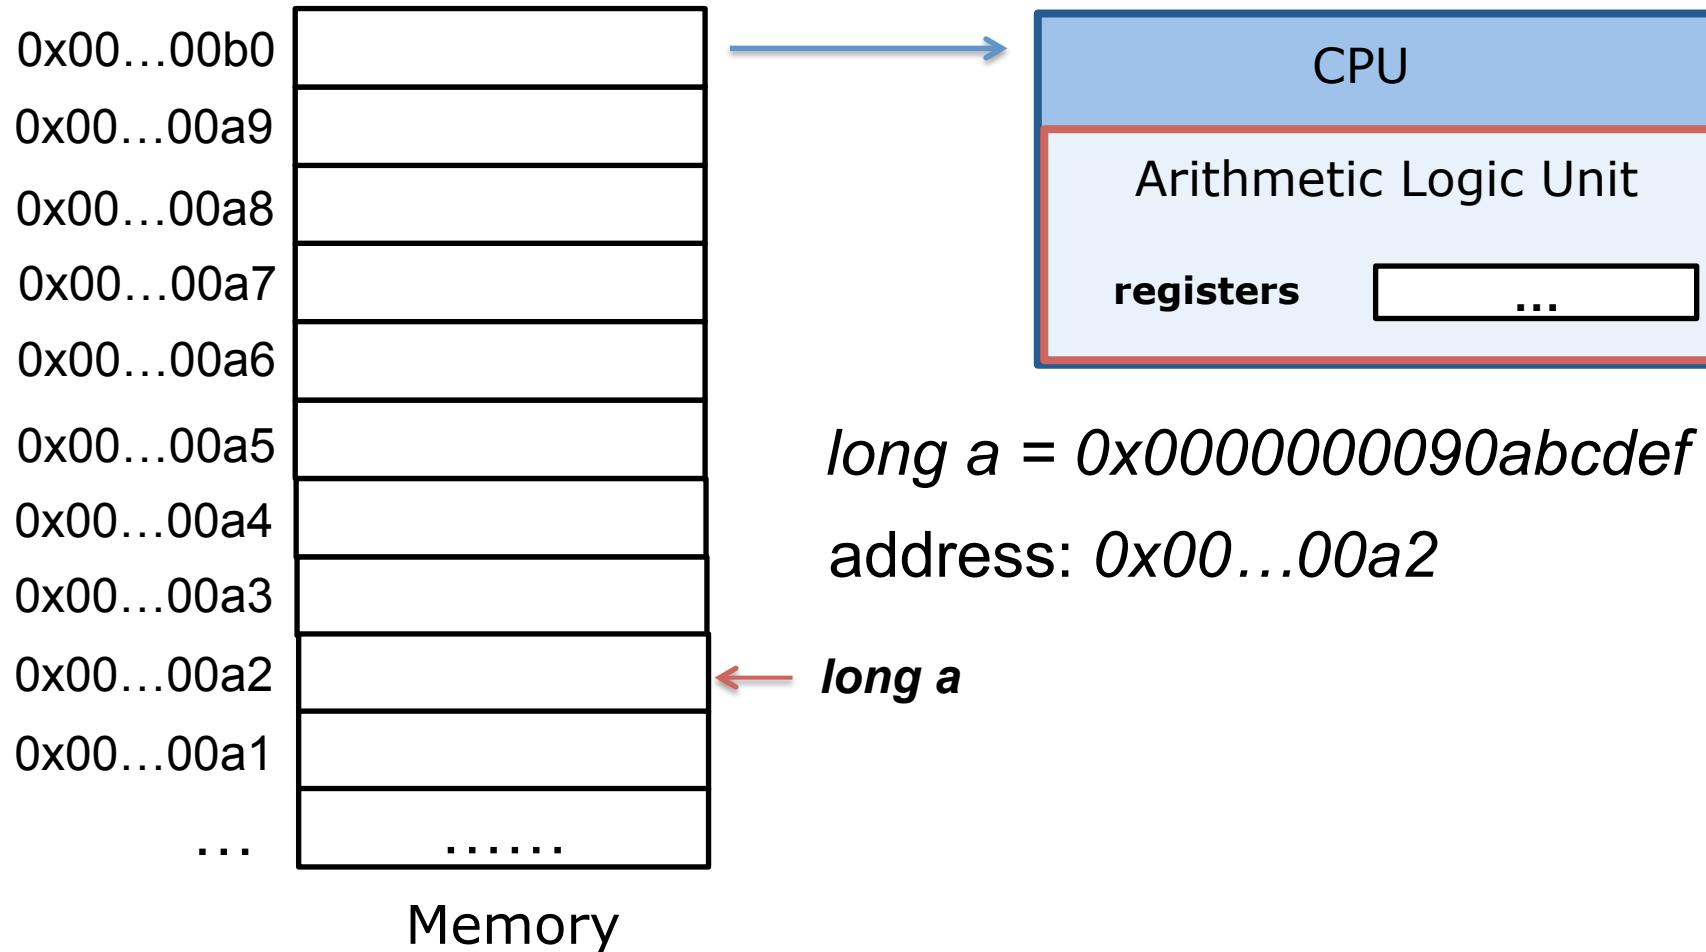 0x00…00b0
0x00…00a9
0x00…00a8
0x00…00a7
0x00…00a6
0x00…00a5
0x00…00a4
0x00…00a3
0x00…00a2
0x00…00a1
…
……
Memory
CPU
Arithmetic Logic Unit
registers
...
long a = 0x0000000090abcdef
address: 0x00…00a2
long a